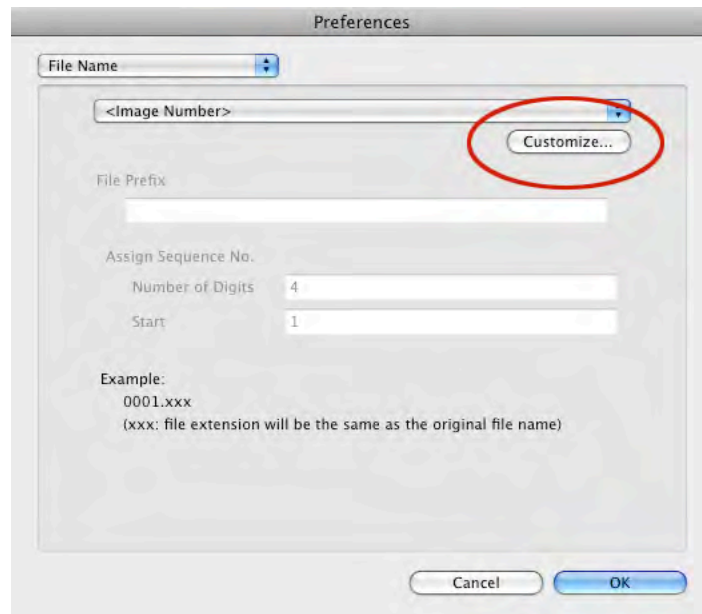 Preferences
File Name
<Image Number>
Customize...
File Prefix
Assign Sequence No.
Number of Digits 4
Start 1
Example:
0001.xxx
(xxx: file extension will be the same as the original file name)
Cancel OK